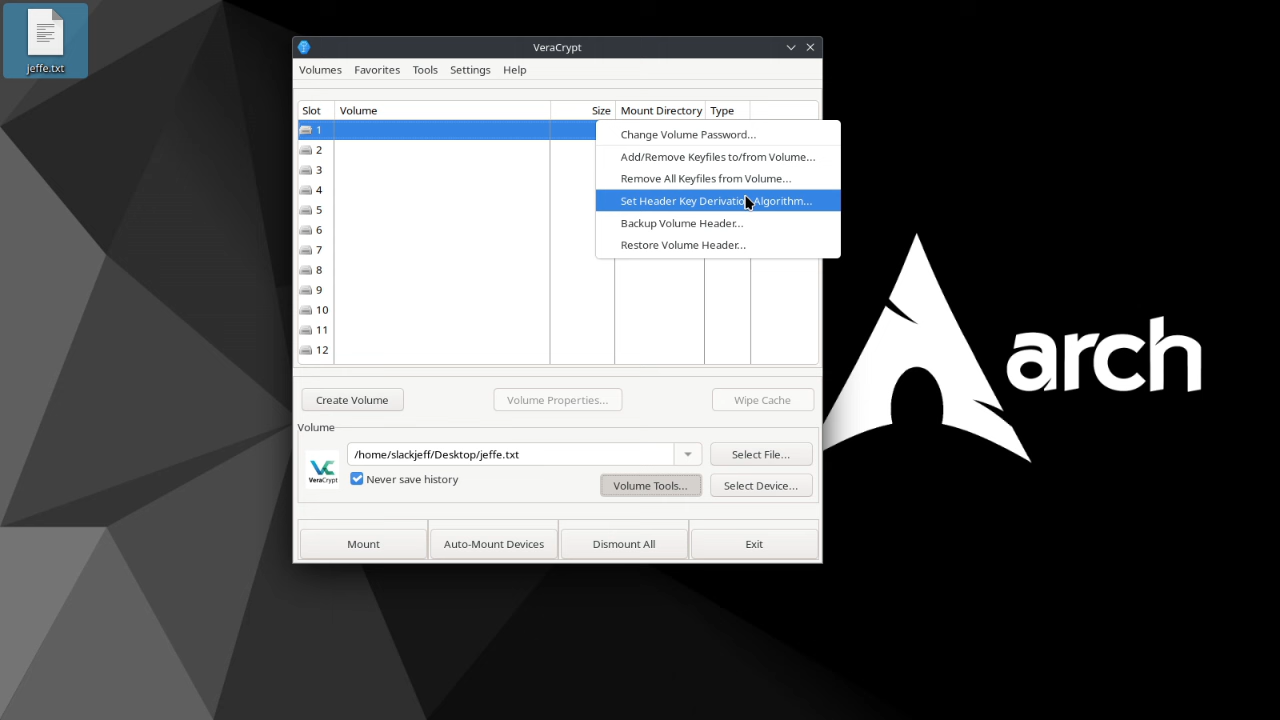 jeffe.txt
VeraCrypt
Volumes Favorites Tools Settings Help
Slot Volume Size Mount Directory Type
1
2
3
4
5
6
7
8
9
10
11
12
Change Volume Password...
Add/Remove Keyfiles to/from Volume...
Remove All Keyfiles from Volume...
Set Header Key Derivation Algorithm...
Backup Volume Header...
Restore Volume Header...
arch
Create Volume Volume Properties... Wipe Cache
Volume
/home/slackjeff/Desktop/jeffe.txt Select File...
VC
VeraCrypt
Never save history Volume Tools... Select Device...
Mount Auto-Mount Devices Dismount All Exit